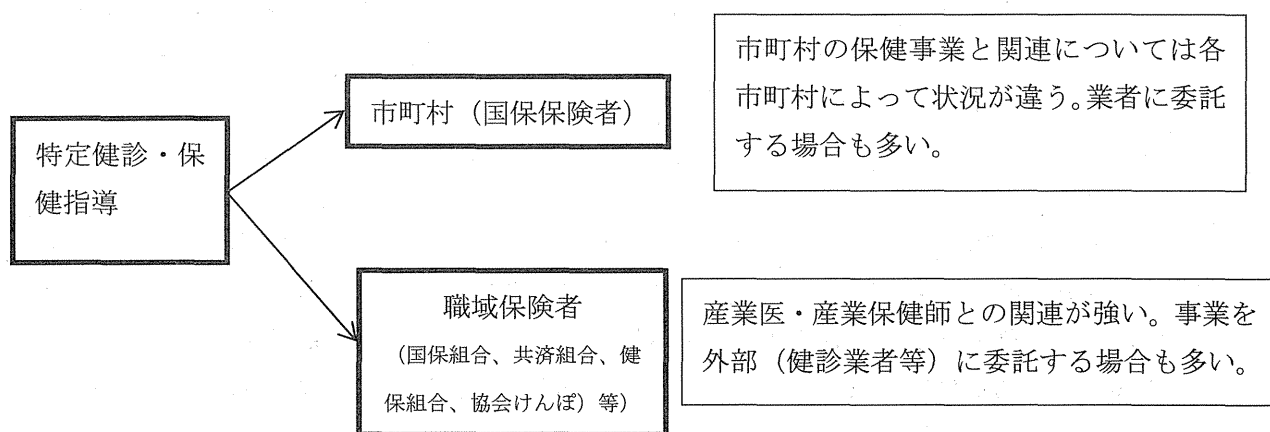 特定健診・保
健指導
市町村（国保保険者）
市町村の保健事業と関連については各
市町村によって状況が違う。業者に委託
する場合も多い。
職域保険者
（国保組合、共済組合、健
保組合、協会けんぽ）等）
産業医・産業保健師との関連が強い。事業を
外部（健診業者等）に委託する場合も多い。